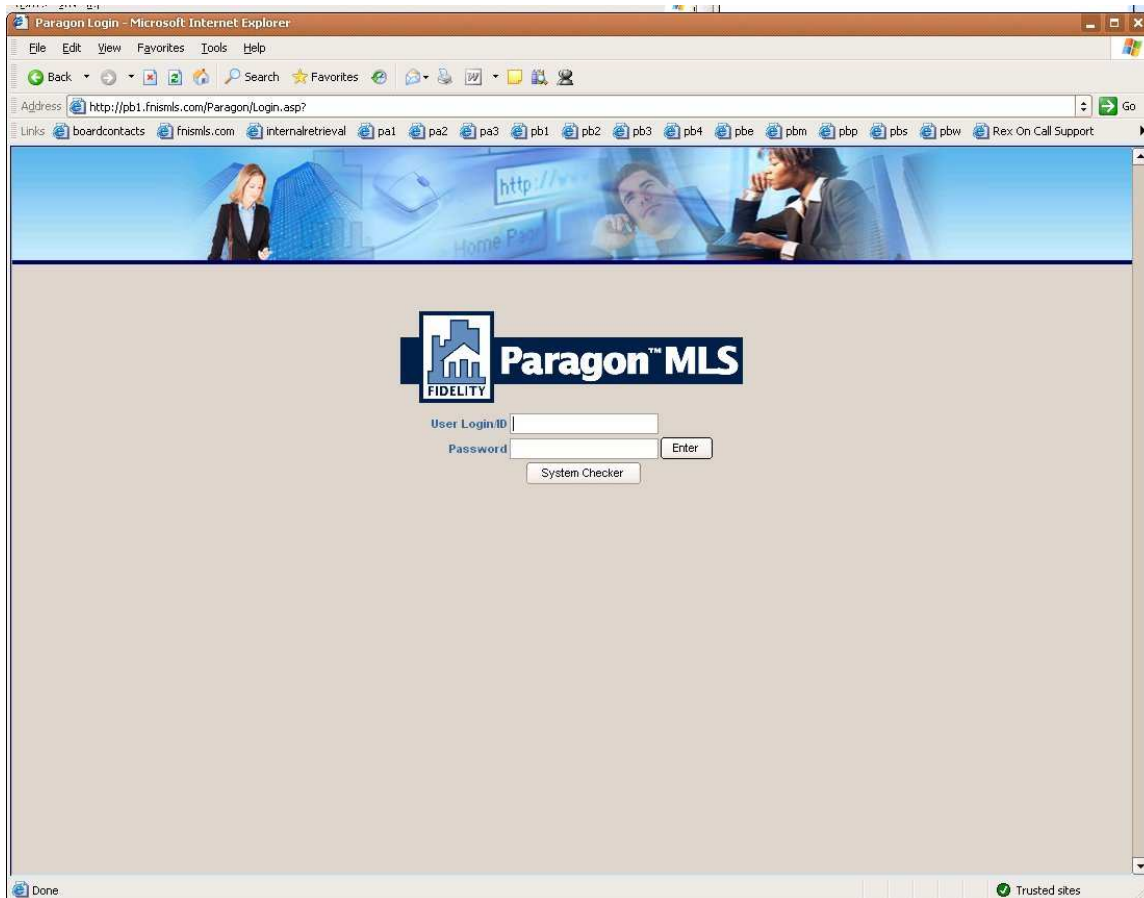 Paragon Login - Microsoft Internet Explorer
File Edit View Favorites Tools Help
Back Search Favorites
Address http://pb1.fnismls.com/Paragon/Login.asp? Go
Links boardcontacts fnismls.com internalretrieval pa1 pa2 pa3 pb1 pb2 pb3 pb4 pbe pbm pbp pbs pbw Rex On Call Support
http://www
Home Page
Paragon™ MLS
FIDELITY
User Login/ID
Password Enter
System Checker
Done Trusted sites